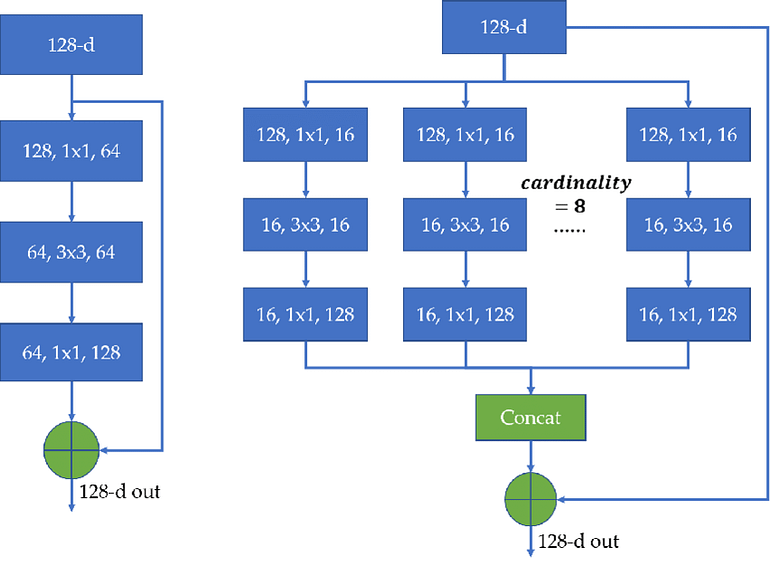 128-d
128, 1x1, 64
64, 3x3, 64
64, 1x1, 128
128-d out
128-d
128, 1x1, 16
128, 1x1, 16
128, 1x1, 16
cardinality
= 8
......
16, 3x3, 16
16, 3x3, 16
16, 3x3, 16
16, 1x1, 128
16, 1x1, 128
16, 1x1, 128
Concat
128-d out